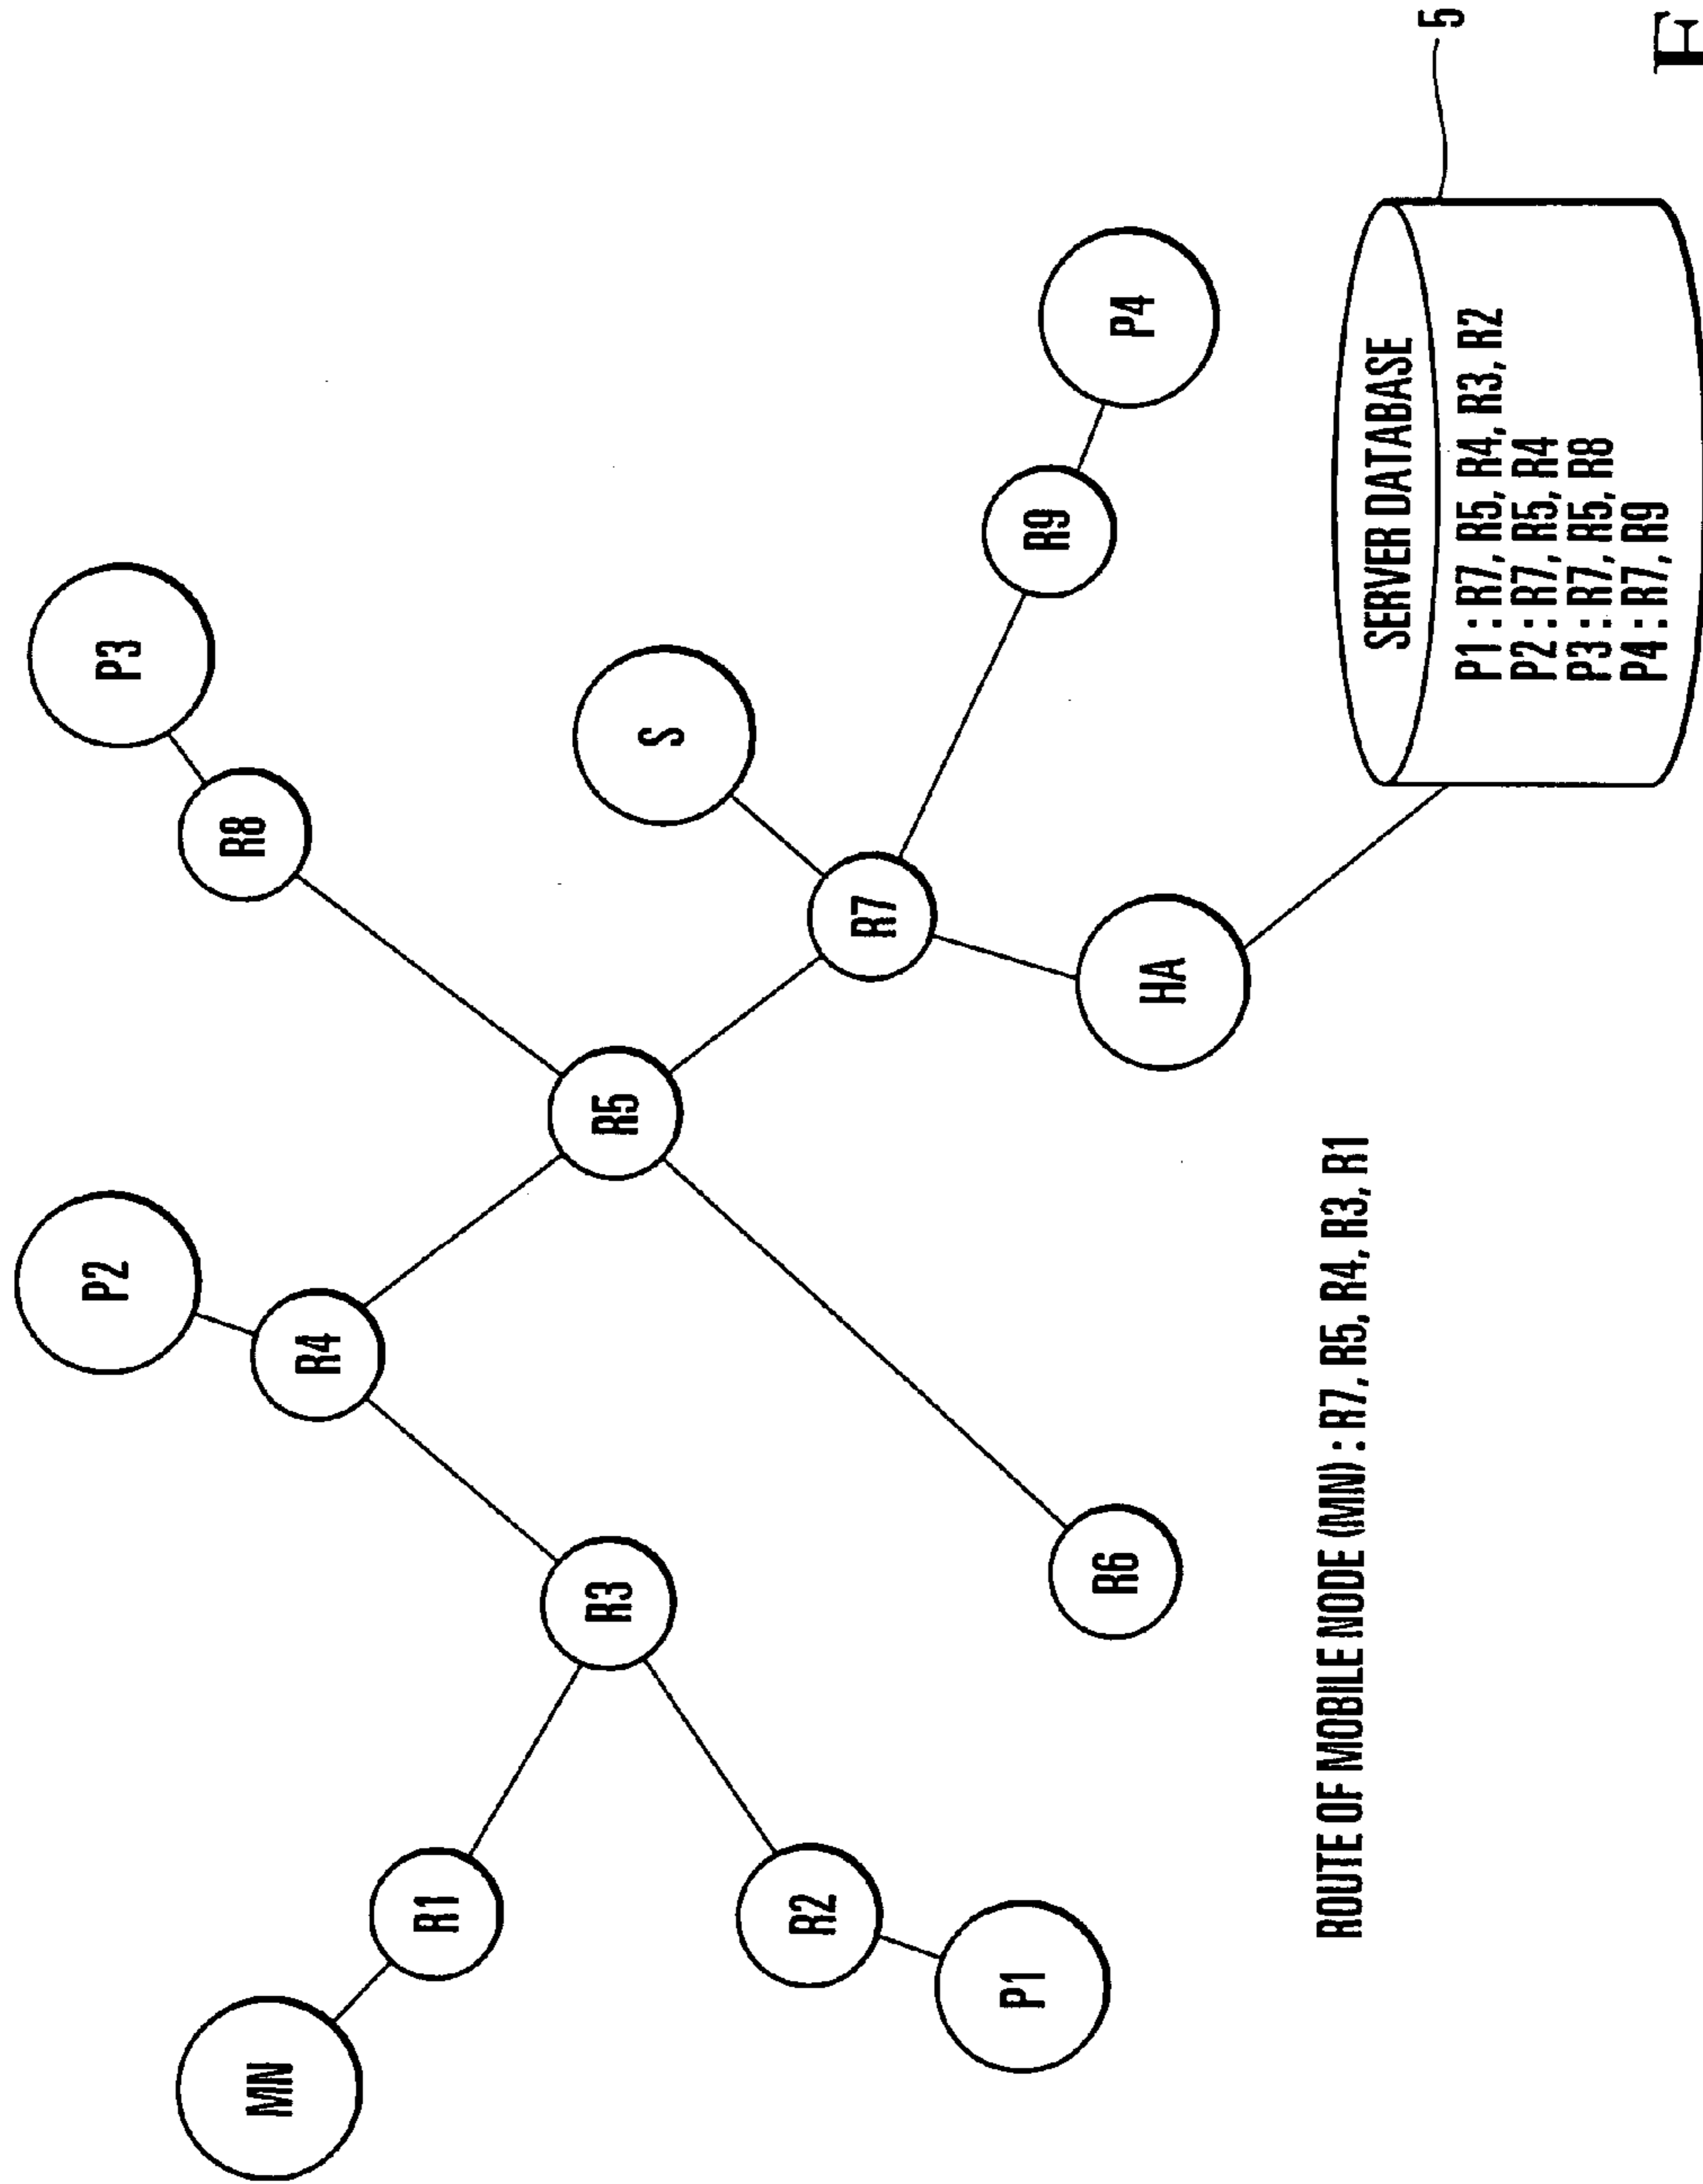 P2
P3
MN
R8
R4
R1
R3
R5
S
R2
R7
P1
R9
R6
P4
HA
ROUTE OF MOBILE NODE (MN) : R7, R5, R4, R3, R1
SERVER DATABASE
5
P1 : R7, R5, R4, R3, R2
P2 : R7, R5, R4
P3 : R7, R5, R8
P4 : R7, R9